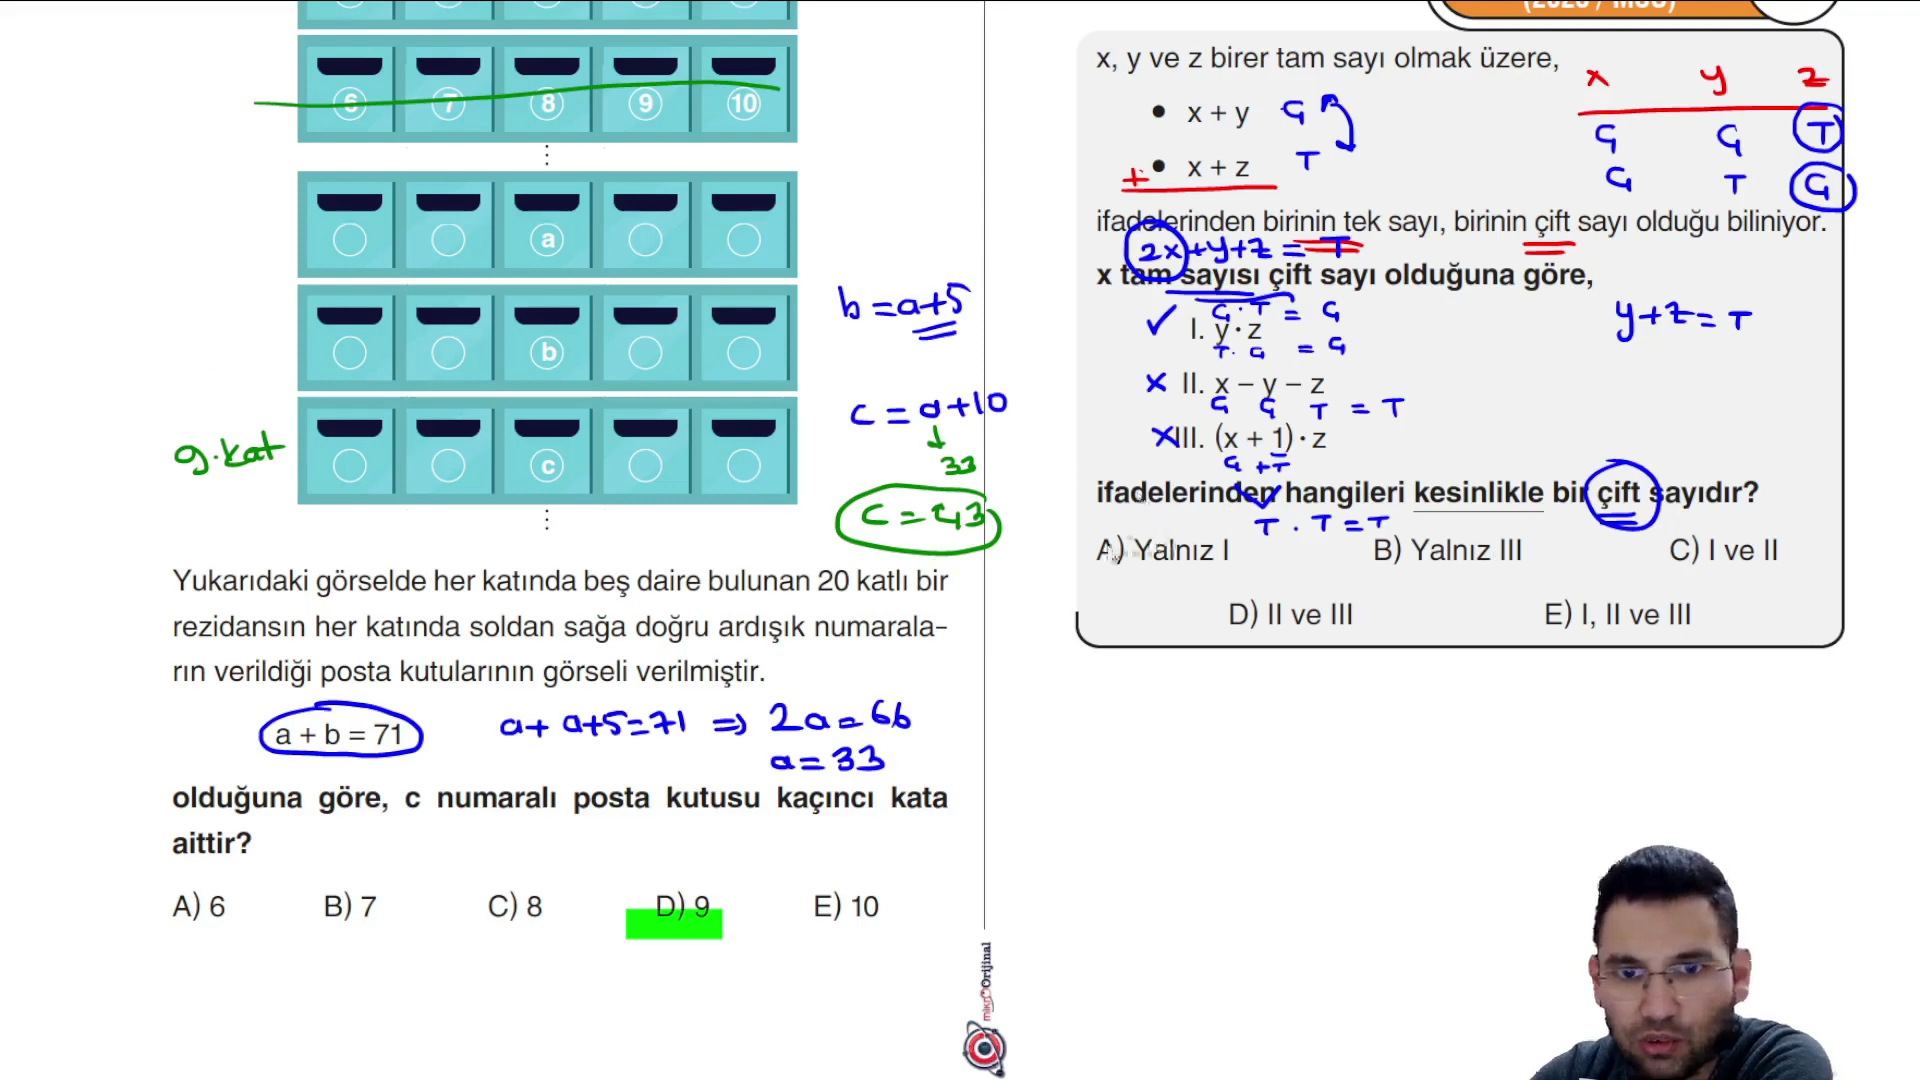 6 7 8 9 10
a
b
c
9.kat
b = a+5
c = a+10
33
c = 43
Yukarıdaki görselde her katında beş daire bulunan 20 katlı bir
rezidansın her katında soldan sağa doğru ardışık numarala-
rın verildiği posta kutularının görseli verilmiştir.
a + b = 71
a + a+5=71 ⇒ 2a=66
a = 33
olduğuna göre, c numaralı posta kutusu kaçıncı kata
aittir?
A) 6 B) 7 C) 8 D) 9 E) 10
mikro Orijinal
x, y ve z birer tam sayı olmak üzere,
• x + y Ç
• x + z T
+
x y z
Ç Ç T
Ç T Ç
ifadelerinden birinin tek sayı, birinin çift sayı olduğu biliniyor.
2x+y+z = T
x tam sayısı çift sayı olduğuna göre,
y+z = T
Ç · T = Ç
I. y · z
T · Ç = Ç
x II. x – y – z
Ç Ç T = T
x III. (x + 1) · z
Ç + T
ifadelerinden hangileri kesinlikle bir çift sayıdır?
T · T = T
A) Yalnız I B) Yalnız III C) I ve II
D) II ve III E) I, II ve III